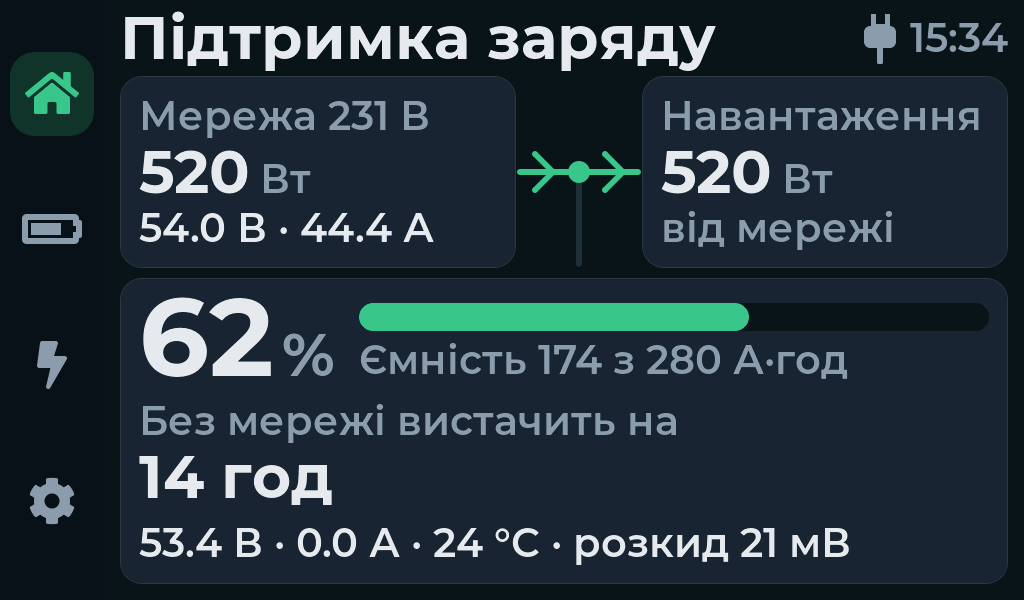 Підтримка заряду
15:34
Мережа 231 В
520 Вт
54.0 В · 44.4 А
Навантаження
520 Вт
від мережі
62 %
Ємність 174 з 280 А·год
Без мережі вистачить на
14 год
53.4 В · 0.0 А · 24 °C · розкид 21 мВ